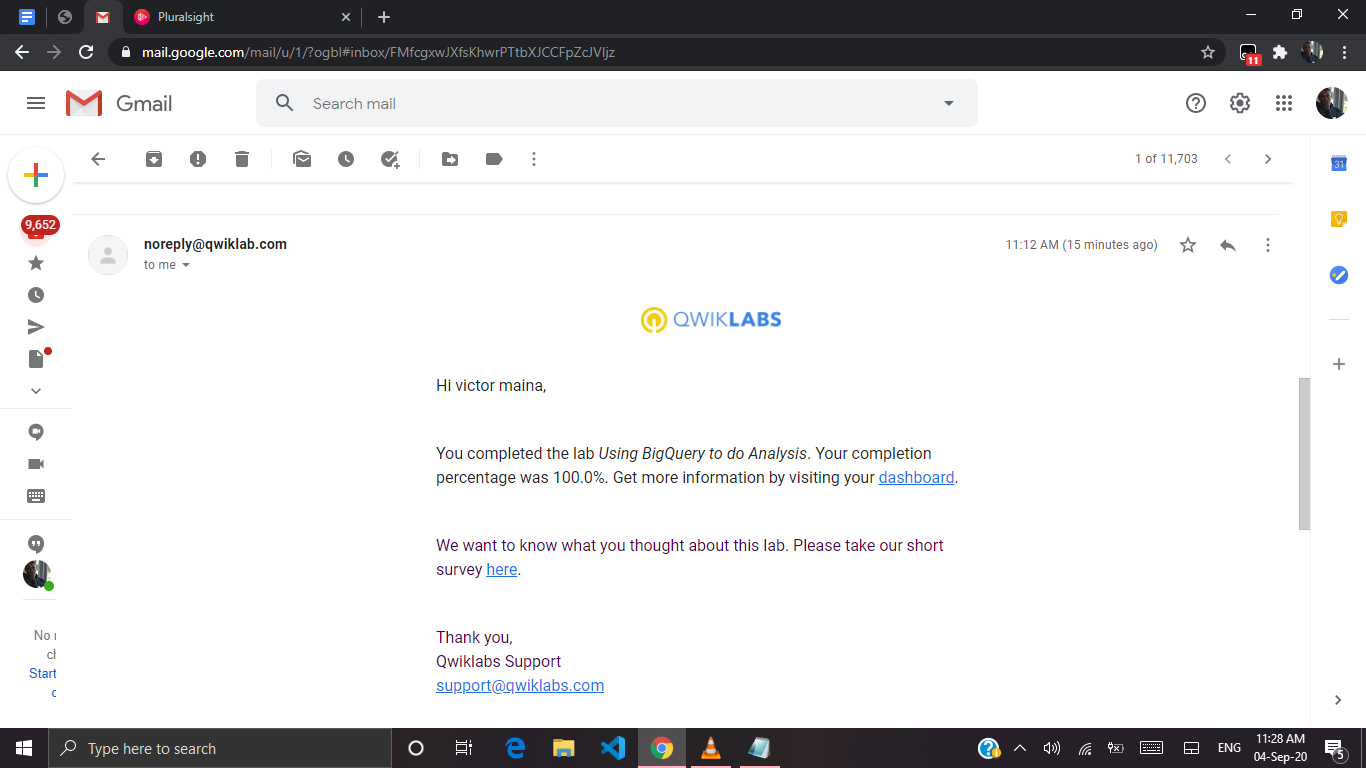 Pluralsight
mail.google.com/mail/u/1/?ogbl#inbox/FMfcgxwJXfsKhwrPTtbXJCCFpZcJVljz
11
Gmail
Search mail
1 of 11,703
31
9,652
noreply@qwiklab.com
11:12 AM (15 minutes ago)
to me
QWIKLABS
Hi victor maina,
You completed the lab Using BigQuery to do Analysis. Your completion
percentage was 100.0%. Get more information by visiting your dashboard.
We want to know what you thought about this lab. Please take our short
survey here.
Thank you,
Qwiklabs Support
support@qwiklabs.com
No
Start
Type here to search
ENG
11:28 AM
04-Sep-20
5